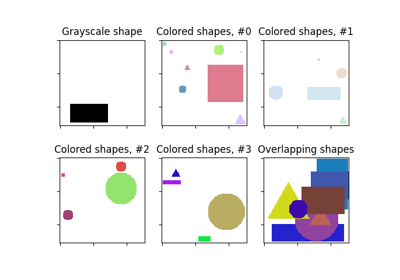 Grayscale shape
Colored shapes, #0
Colored shapes, #1
Colored shapes, #2
Colored shapes, #3
Overlapping shapes